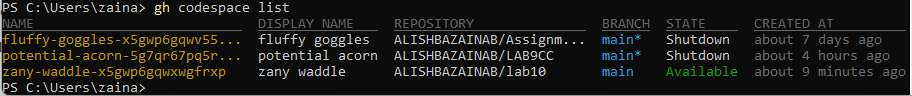 PS C:\Users\zaina> gh codespace list
NAME DISPLAY NAME REPOSITORY BRANCH STATE CREATED AT
fluffy-goggles-x5gwp6gqwv55... fluffy goggles ALISHBAZAINAB/Assignm... main* Shutdown about 7 days ago
potential-acorn-5g7qr67pq5r... potential acorn ALISHBAZAINAB/LAB9CC main* Shutdown about 4 hours ago
zany-waddle-x5gwp6gqwxwgfrxp zany waddle ALISHBAZAINAB/lab10 main Available about 9 minutes ago
PS C:\Users\zaina>